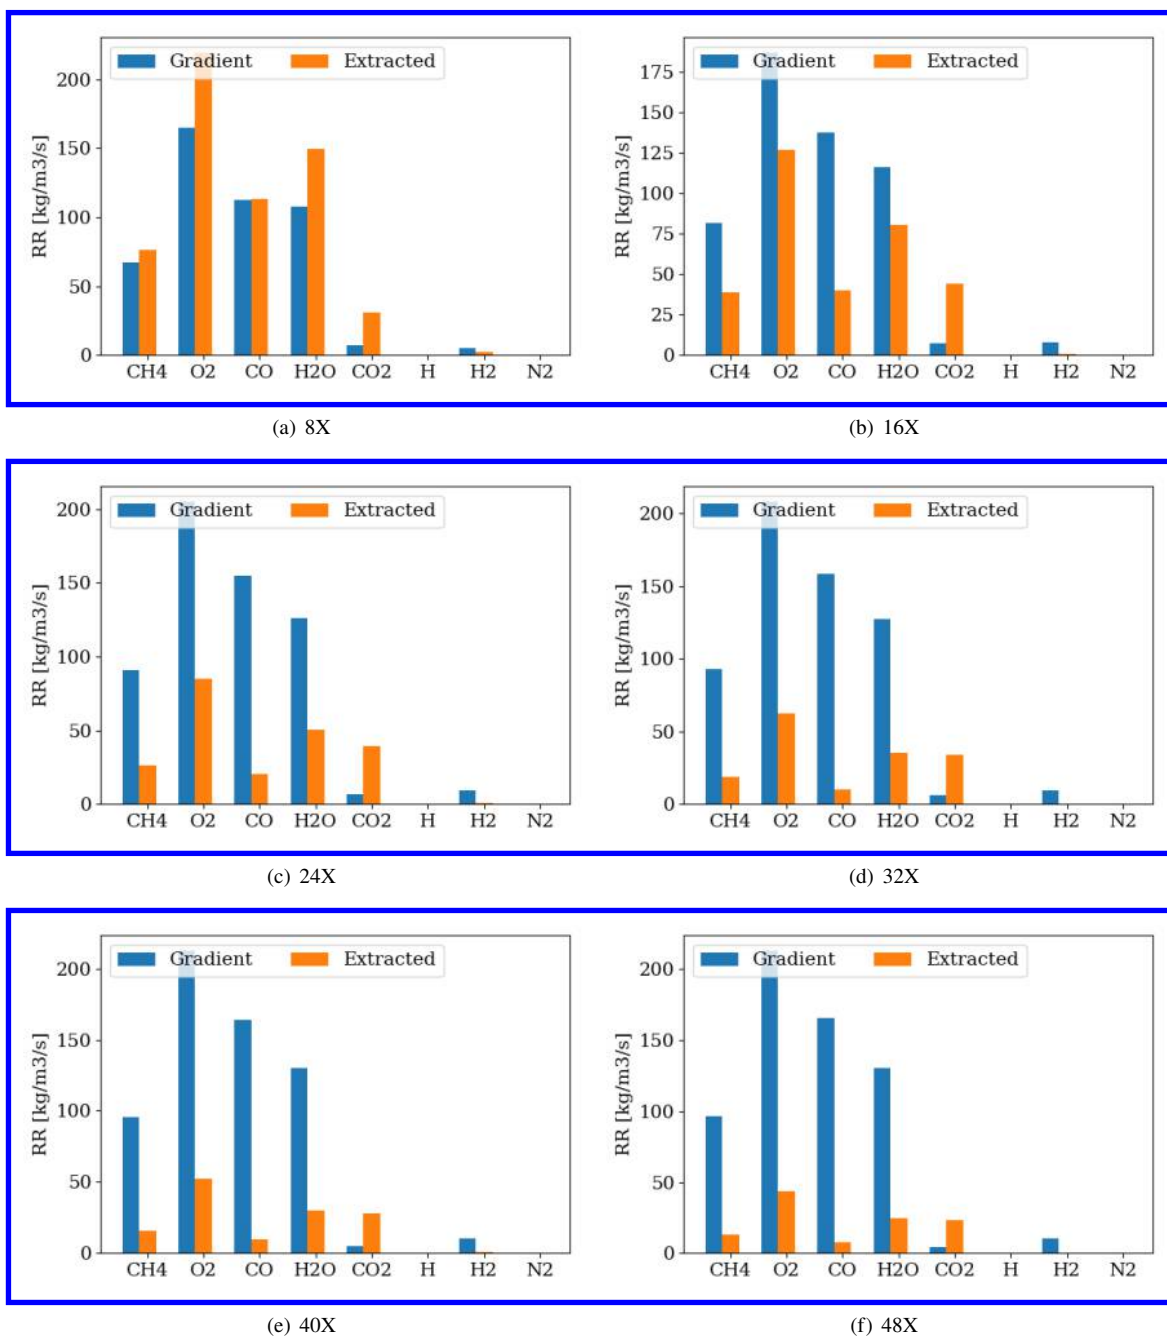 Gradient Extracted
RR [kg/m3/s]
200
150
100
50
0
CH4 O2 CO H2O CO2 H H2 N2
(a) 8X
Gradient Extracted
RR [kg/m3/s]
175
150
125
100
75
50
25
0
CH4 O2 CO H2O CO2 H H2 N2
(b) 16X
Gradient Extracted
RR [kg/m3/s]
200
150
100
50
0
CH4 O2 CO H2O CO2 H H2 N2
(c) 24X
Gradient Extracted
RR [kg/m3/s]
200
150
100
50
0
CH4 O2 CO H2O CO2 H H2 N2
(d) 32X
Gradient Extracted
RR [kg/m3/s]
200
150
100
50
0
CH4 O2 CO H2O CO2 H H2 N2
(e) 40X
Gradient Extracted
RR [kg/m3/s]
200
150
100
50
0
CH4 O2 CO H2O CO2 H H2 N2
(f) 48X